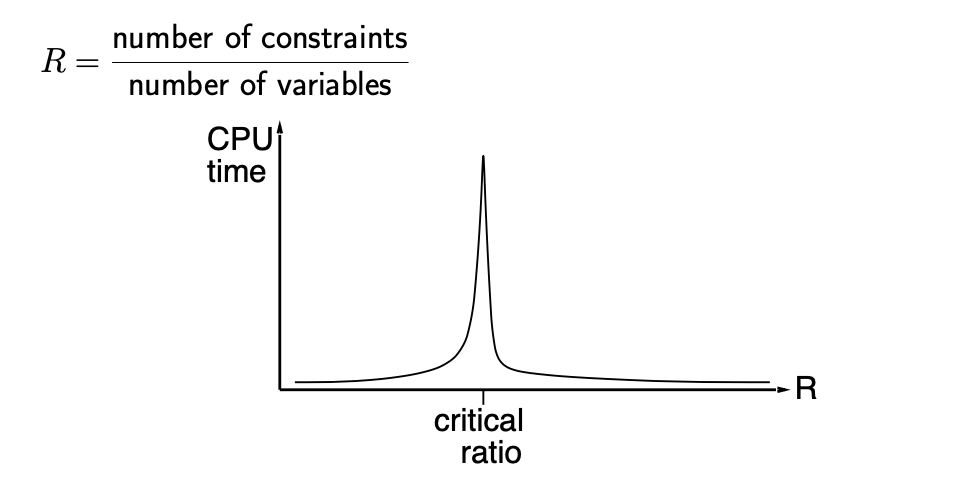 R = number of constraints / number of variables
CPU
time
R
critical
ratio